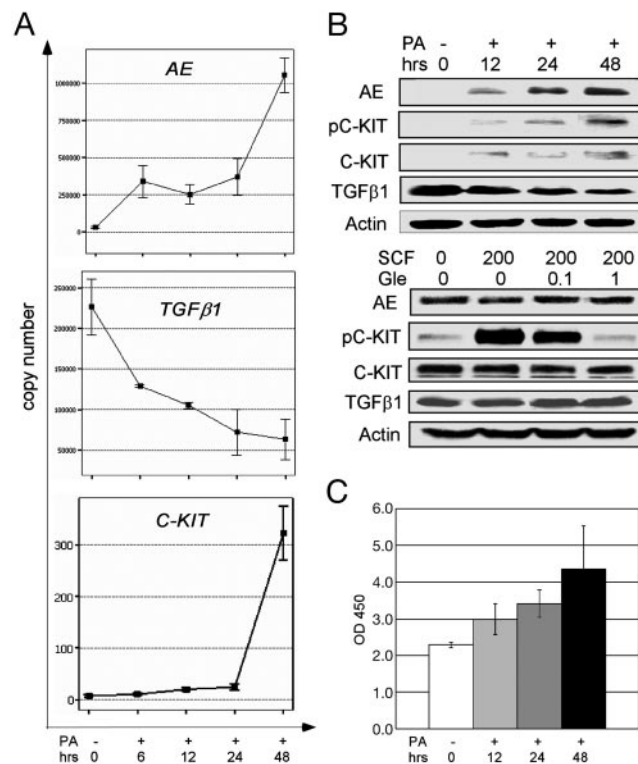 A
AE
1000000
750000
500000
250000
0
TGFβ1
250000
200000
150000
100000
50000
C-KIT
300
200
100
0
copy number
PA - + + + +
hrs 0 6 12 24 48
B
PA - + + +
hrs 0 12 24 48
AE
pC-KIT
C-KIT
TGFβ1
Actin
SCF 0 200 200 200
Gle 0 0 0.1 1
AE
pC-KIT
C-KIT
TGFβ1
Actin
C
6.0
5.0
4.0
3.0
2.0
1.0
0.0
OD 450
PA - + + +
hrs 0 12 24 48